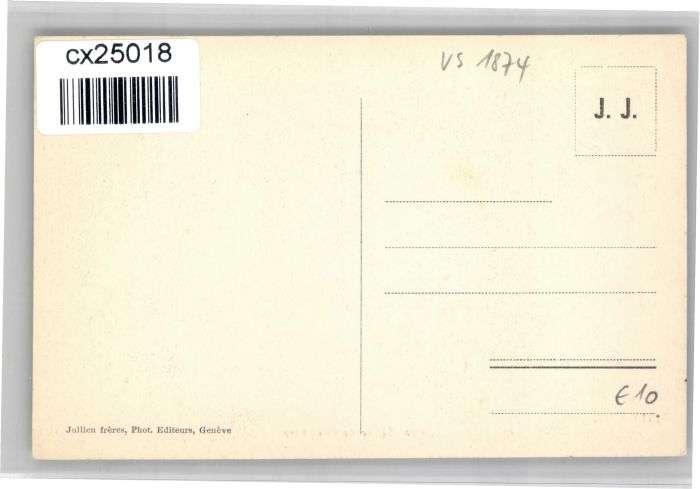 cx25018
VS 1874
J. J.
€10
Jullien frères, Phot. Editeurs, Genève